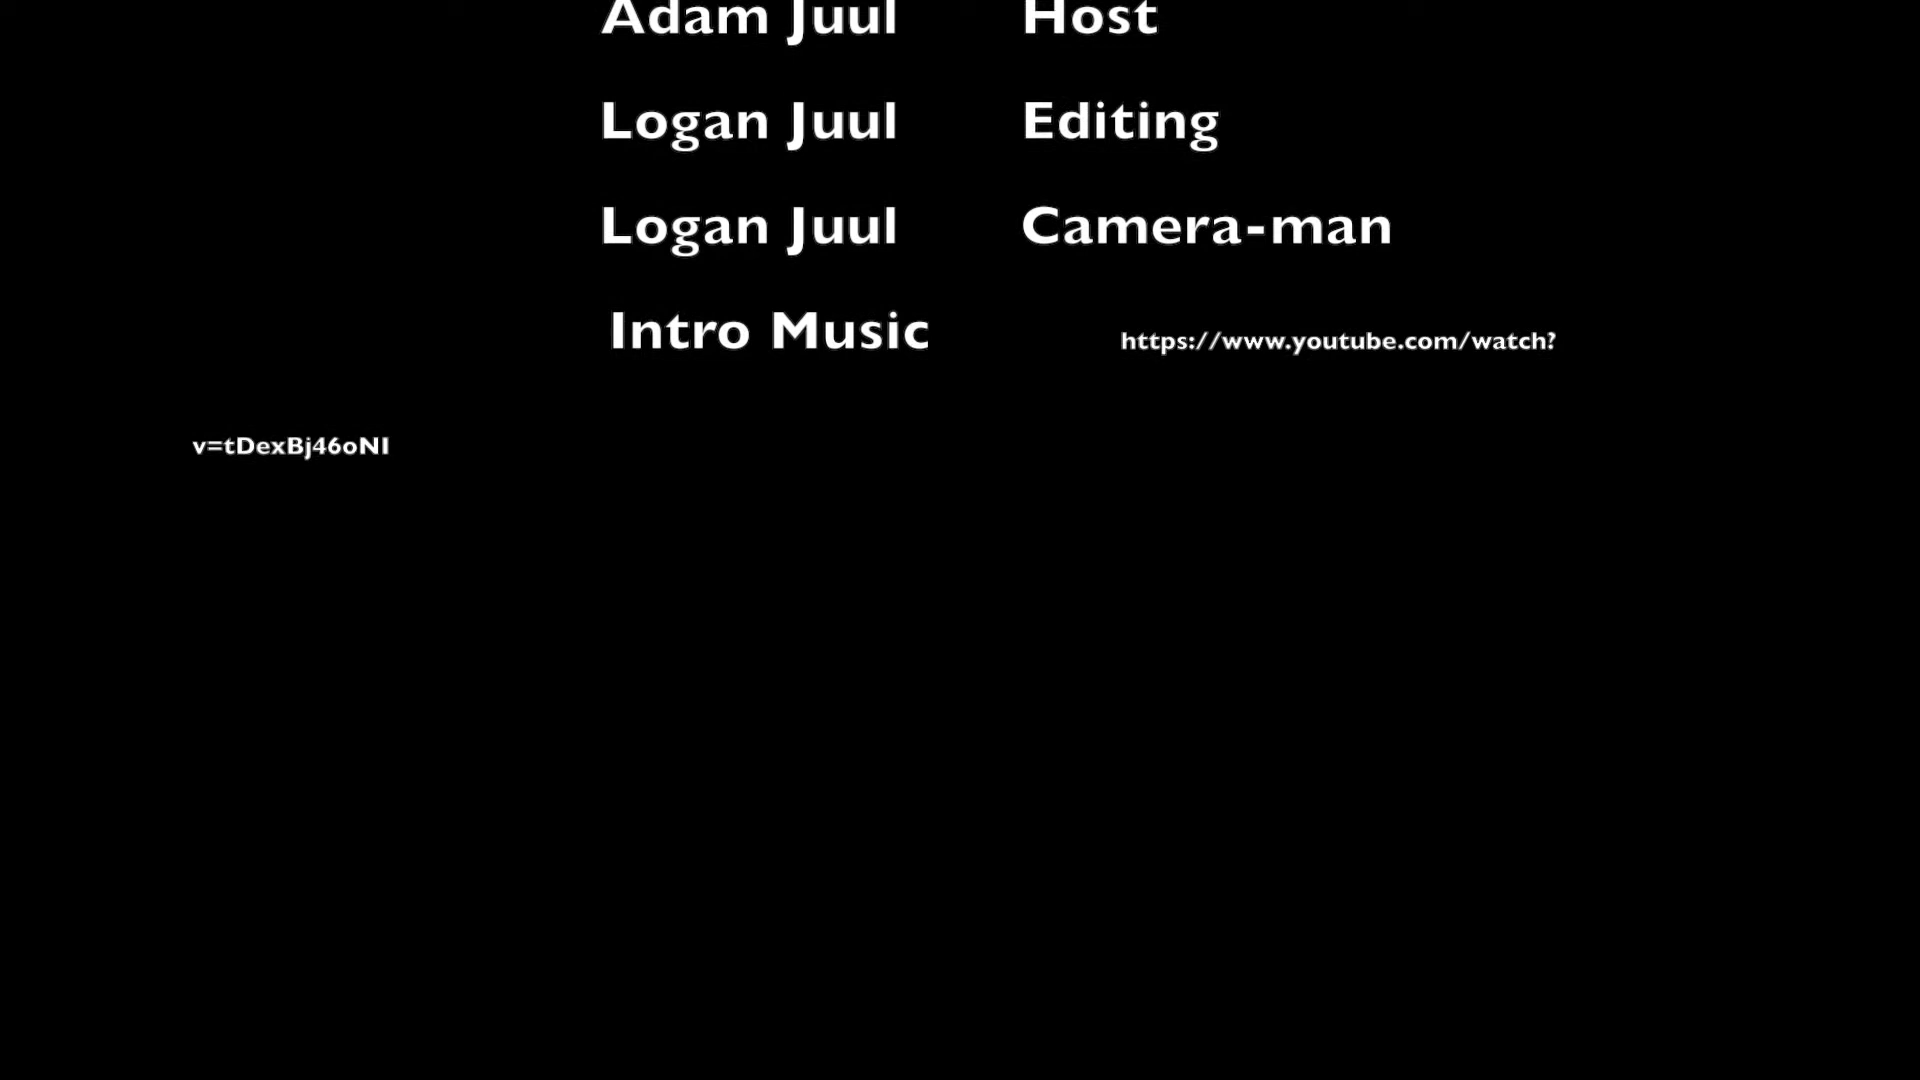 Adam Juul Host
Logan Juul Editing
Logan Juul Camera-man
Intro Music https://www.youtube.com/watch?
v=tDexBj46oNI